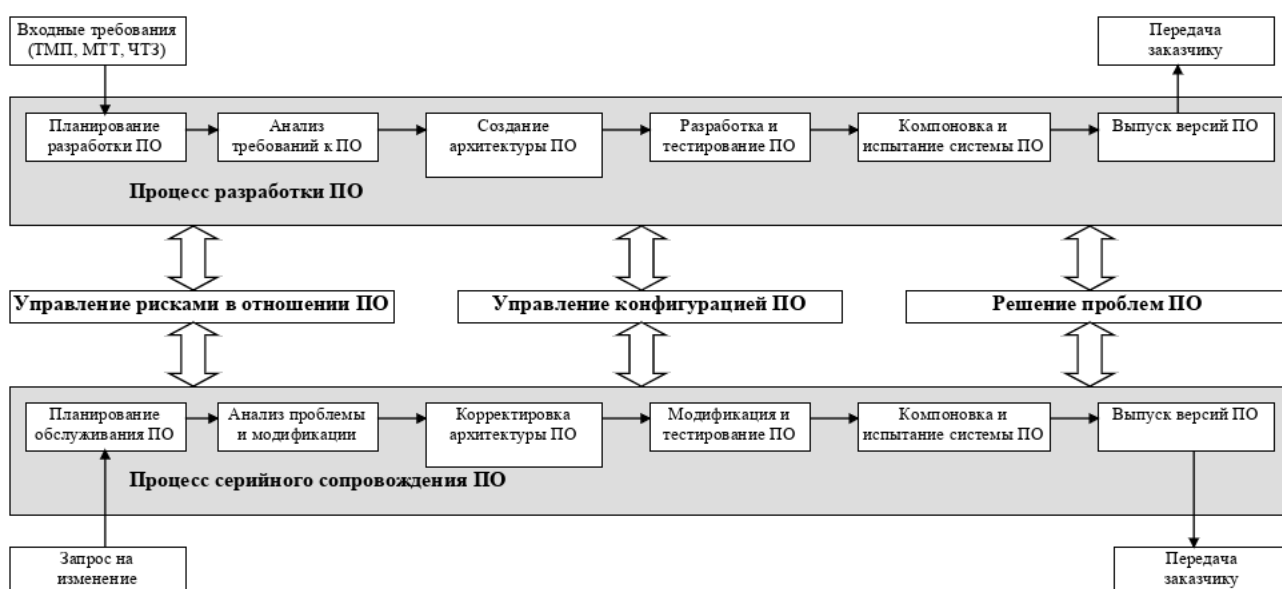 Входные требования
(ТМП, МТТ, ЧТЗ)
Передача
заказчику
Планирование
разработки ПО
Анализ
требований к ПО
Создание
архитектуры ПО
Разработка и
тестирование ПО
Компоновка и
испытание системы ПО
Выпуск версий ПО
Процесс разработки ПО
Управление рисками в отношении ПО
Управление конфигурацией ПО
Решение проблем ПО
Планирование
обслуживания ПО
Анализ проблемы
и модификации
Корректировка
архитектуры ПО
Модификация и
тестирование ПО
Компоновка и
испытание системы ПО
Выпуск версий ПО
Процесс серийного сопровождения ПО
Запрос на
изменение
Передача
заказчику